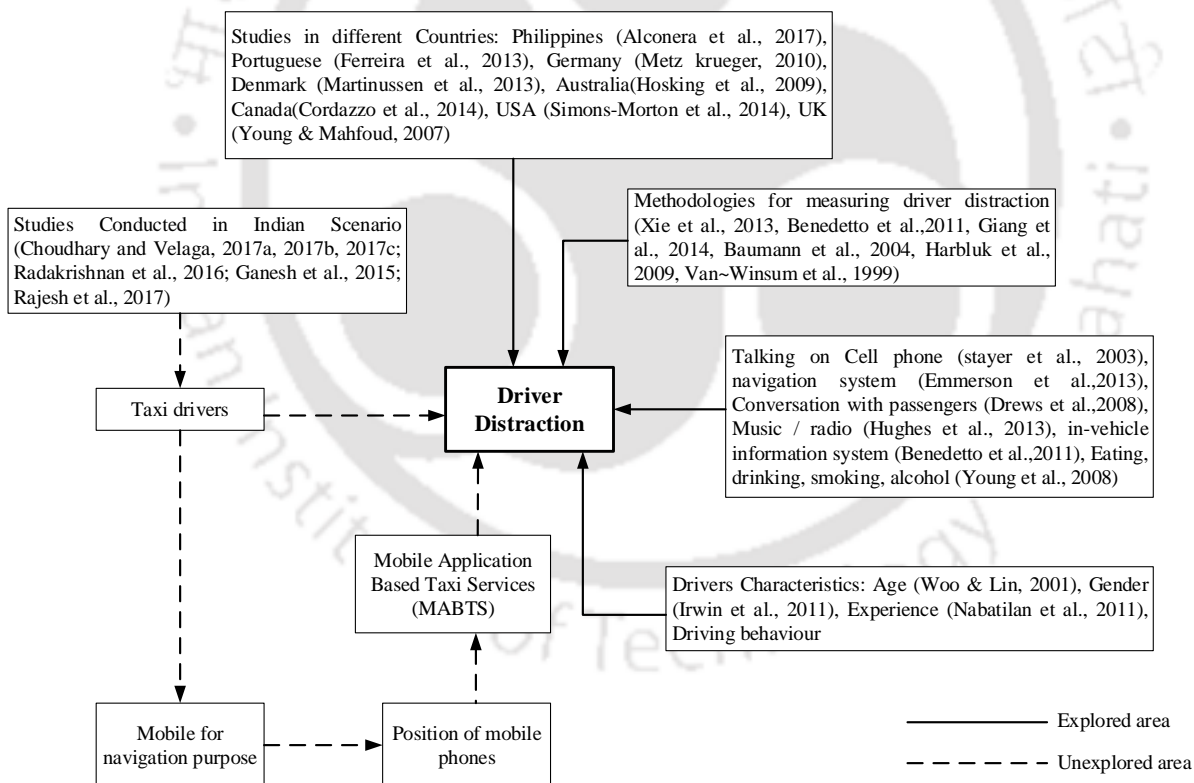 Studies in different Countries: Philippines (Alconera et al., 2017),
Portuguese (Ferreira et al., 2013), Germany (Metz krueger, 2010),
Denmark (Martinussen et al., 2013), Australia(Hosking et al., 2009),
Canada(Cordazzo et al., 2014), USA (Simons-Morton et al., 2014), UK
(Young & Mahfoud, 2007)
Methodologies for measuring driver distraction
(Xie et al., 2013, Benedetto et al.,2011, Giang et
al., 2014, Baumann et al., 2004, Harbluk et al.,
2009, Van~Winsum et al., 1999)
Studies Conducted in Indian Scenario
(Choudhary and Velaga, 2017a, 2017b, 2017c;
Radakrishnan et al., 2016; Ganesh et al., 2015;
Rajesh et al., 2017)
Talking on Cell phone (stayer et al., 2003),
navigation system (Emmerson et al.,2013),
Conversation with passengers (Drews et al.,2008),
Music / radio (Hughes et al., 2013), in-vehicle
information system (Benedetto et al.,2011), Eating,
drinking, smoking, alcohol (Young et al., 2008)
Taxi drivers
Driver
Distraction
Mobile Application
Based Taxi Services
(MABTS)
Drivers Characteristics: Age (Woo & Lin, 2001), Gender
(Irwin et al., 2011), Experience (Nabatilan et al., 2011),
Driving behaviour
Mobile for
navigation purpose
Position of mobile
phones
Explored area
Unexplored area
of Technology